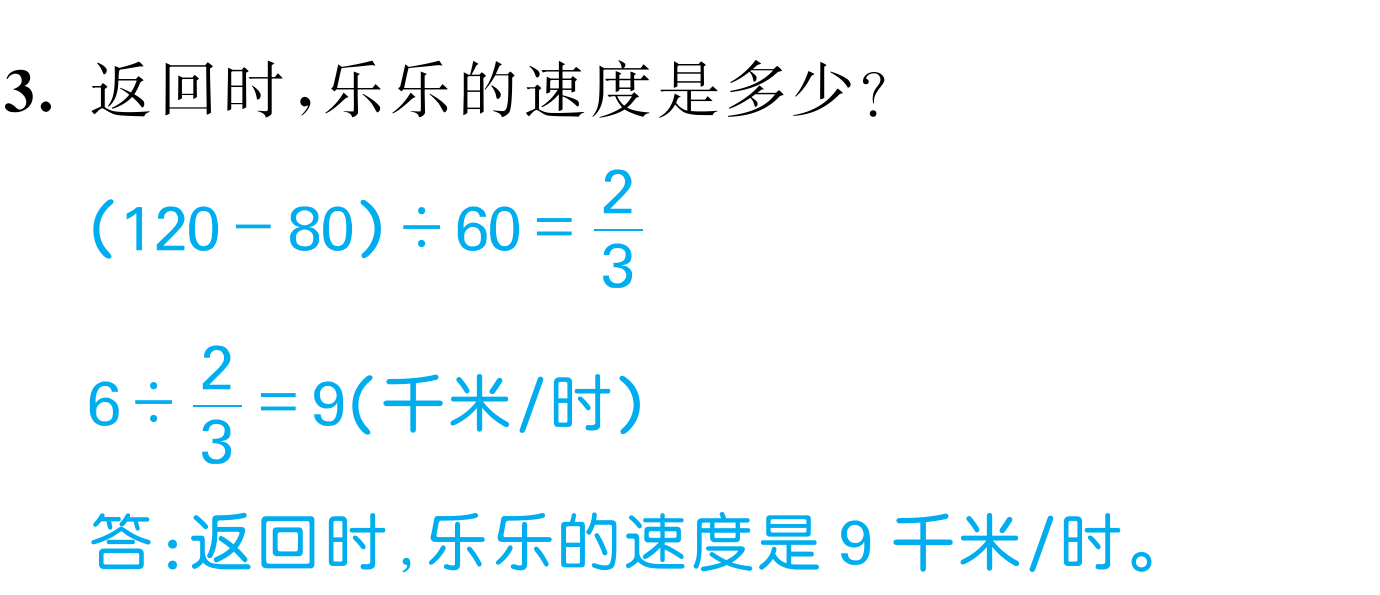 3. 返回时,乐乐的速度是多少?
(120 − 80) ÷ 60 = 2/3
6 ÷ 2/3 = 9(千米/时)
答:返回时,乐乐的速度是 9 千米/时。